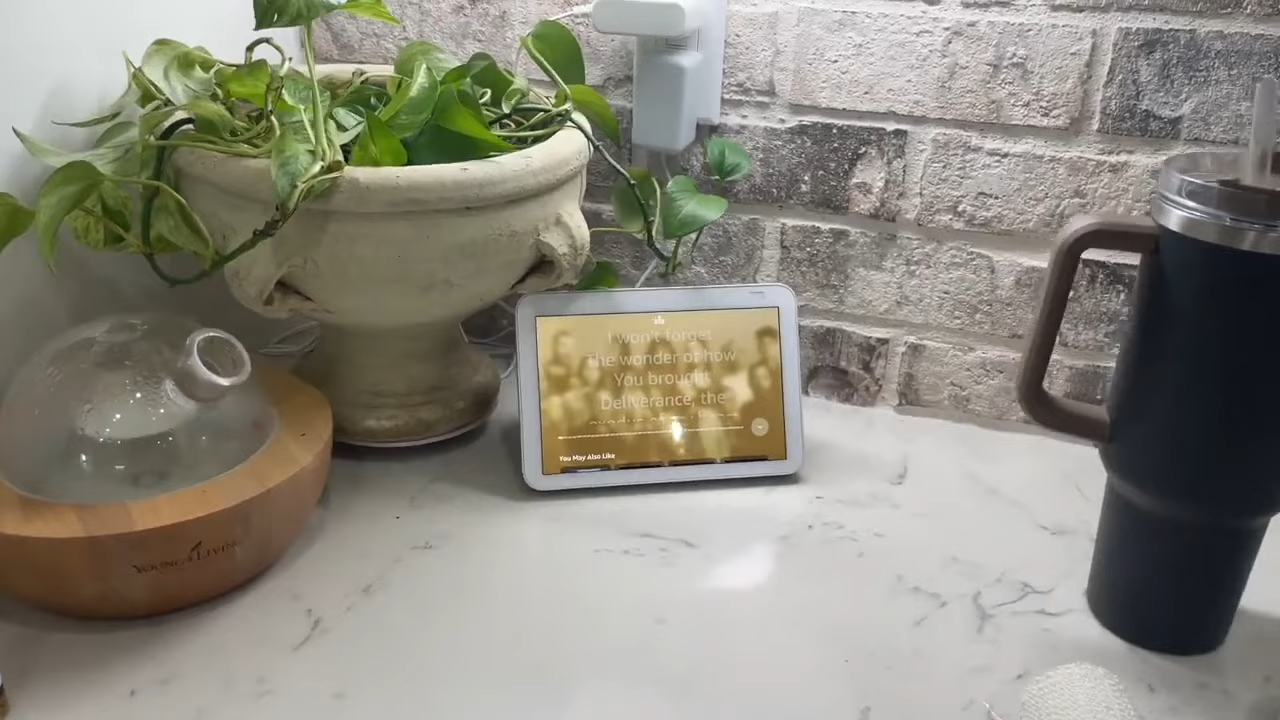 I won't forget
The wonder of how
You brought
Deliverance, the
You May Also Like
YOUNG LIVING